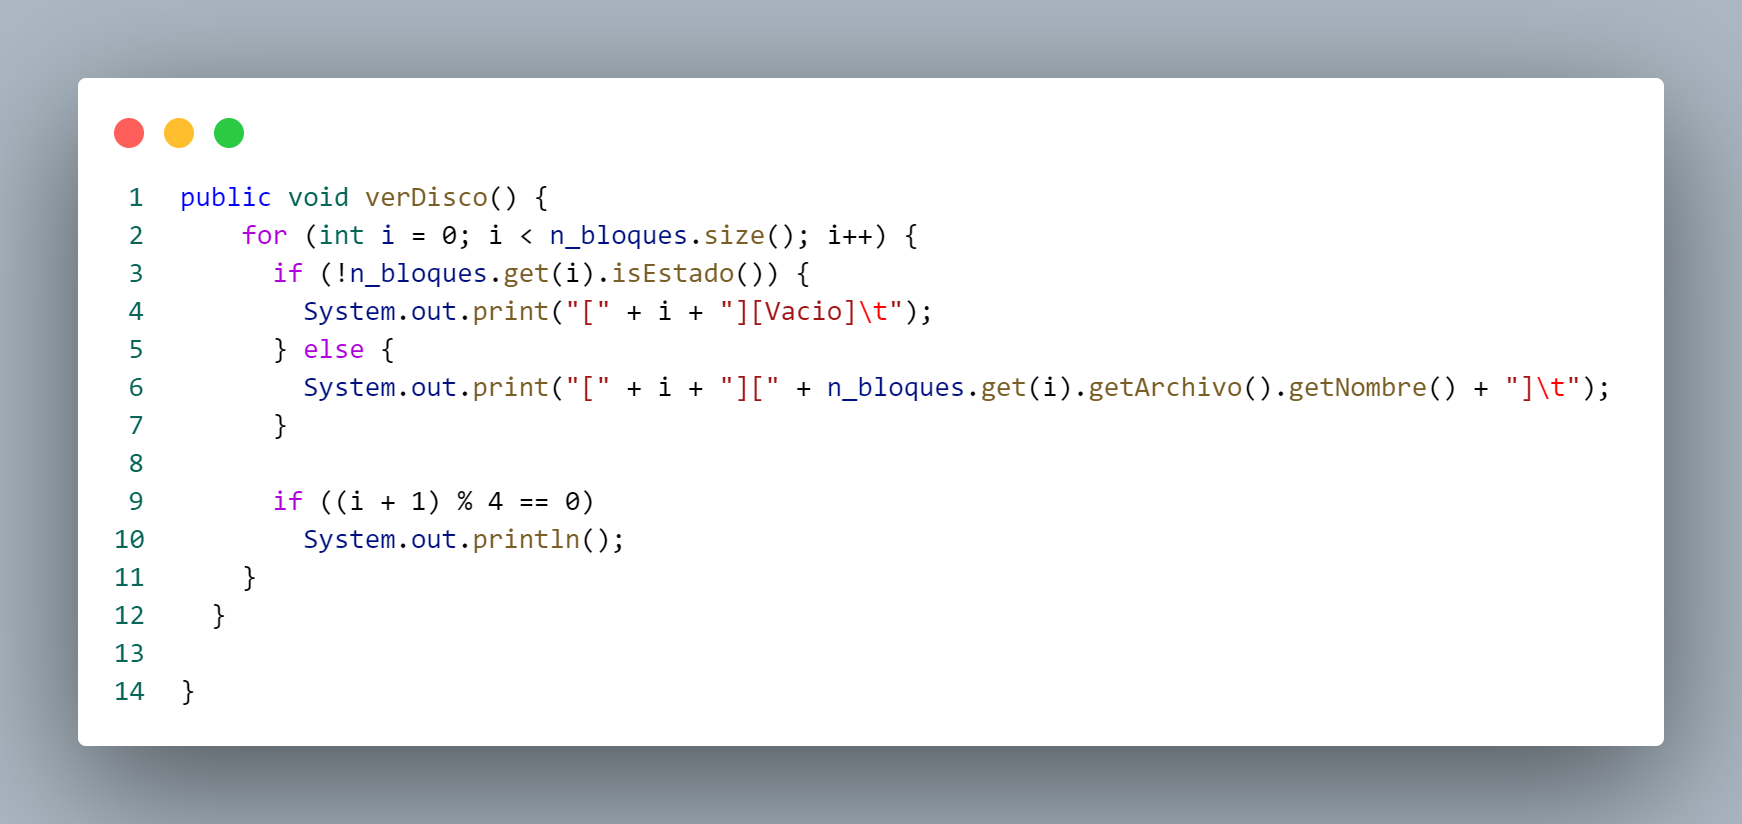 1 public void verDisco() {
2 for (int i = 0; i < n_bloques.size(); i++) {
3 if (!n_bloques.get(i).isEstado()) {
4 System.out.print("[" + i + "][Vacio]\t");
5 } else {
6 System.out.print("[" + i + "][" + n_bloques.get(i).getArchivo().getNombre() + "]\t");
7 }
8
9 if ((i + 1) % 4 == 0)
10 System.out.println();
11 }
12 }
13
14 }